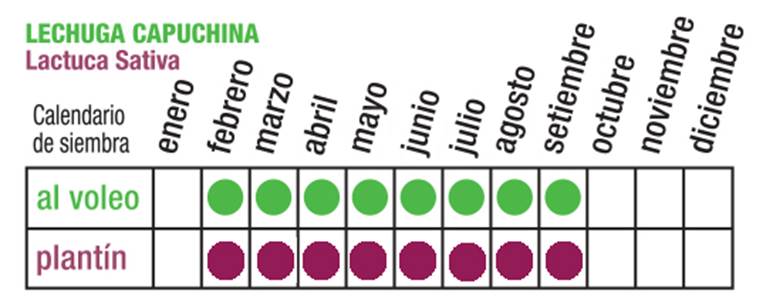 LECHUGA CAPUCHINA
Lactuca Sativa
Calendario
de siembra
enero
febrero
marzo
abril
mayo
junio
julio
agosto
setiembre
octubre
noviembre
diciembre
al voleo
plantín